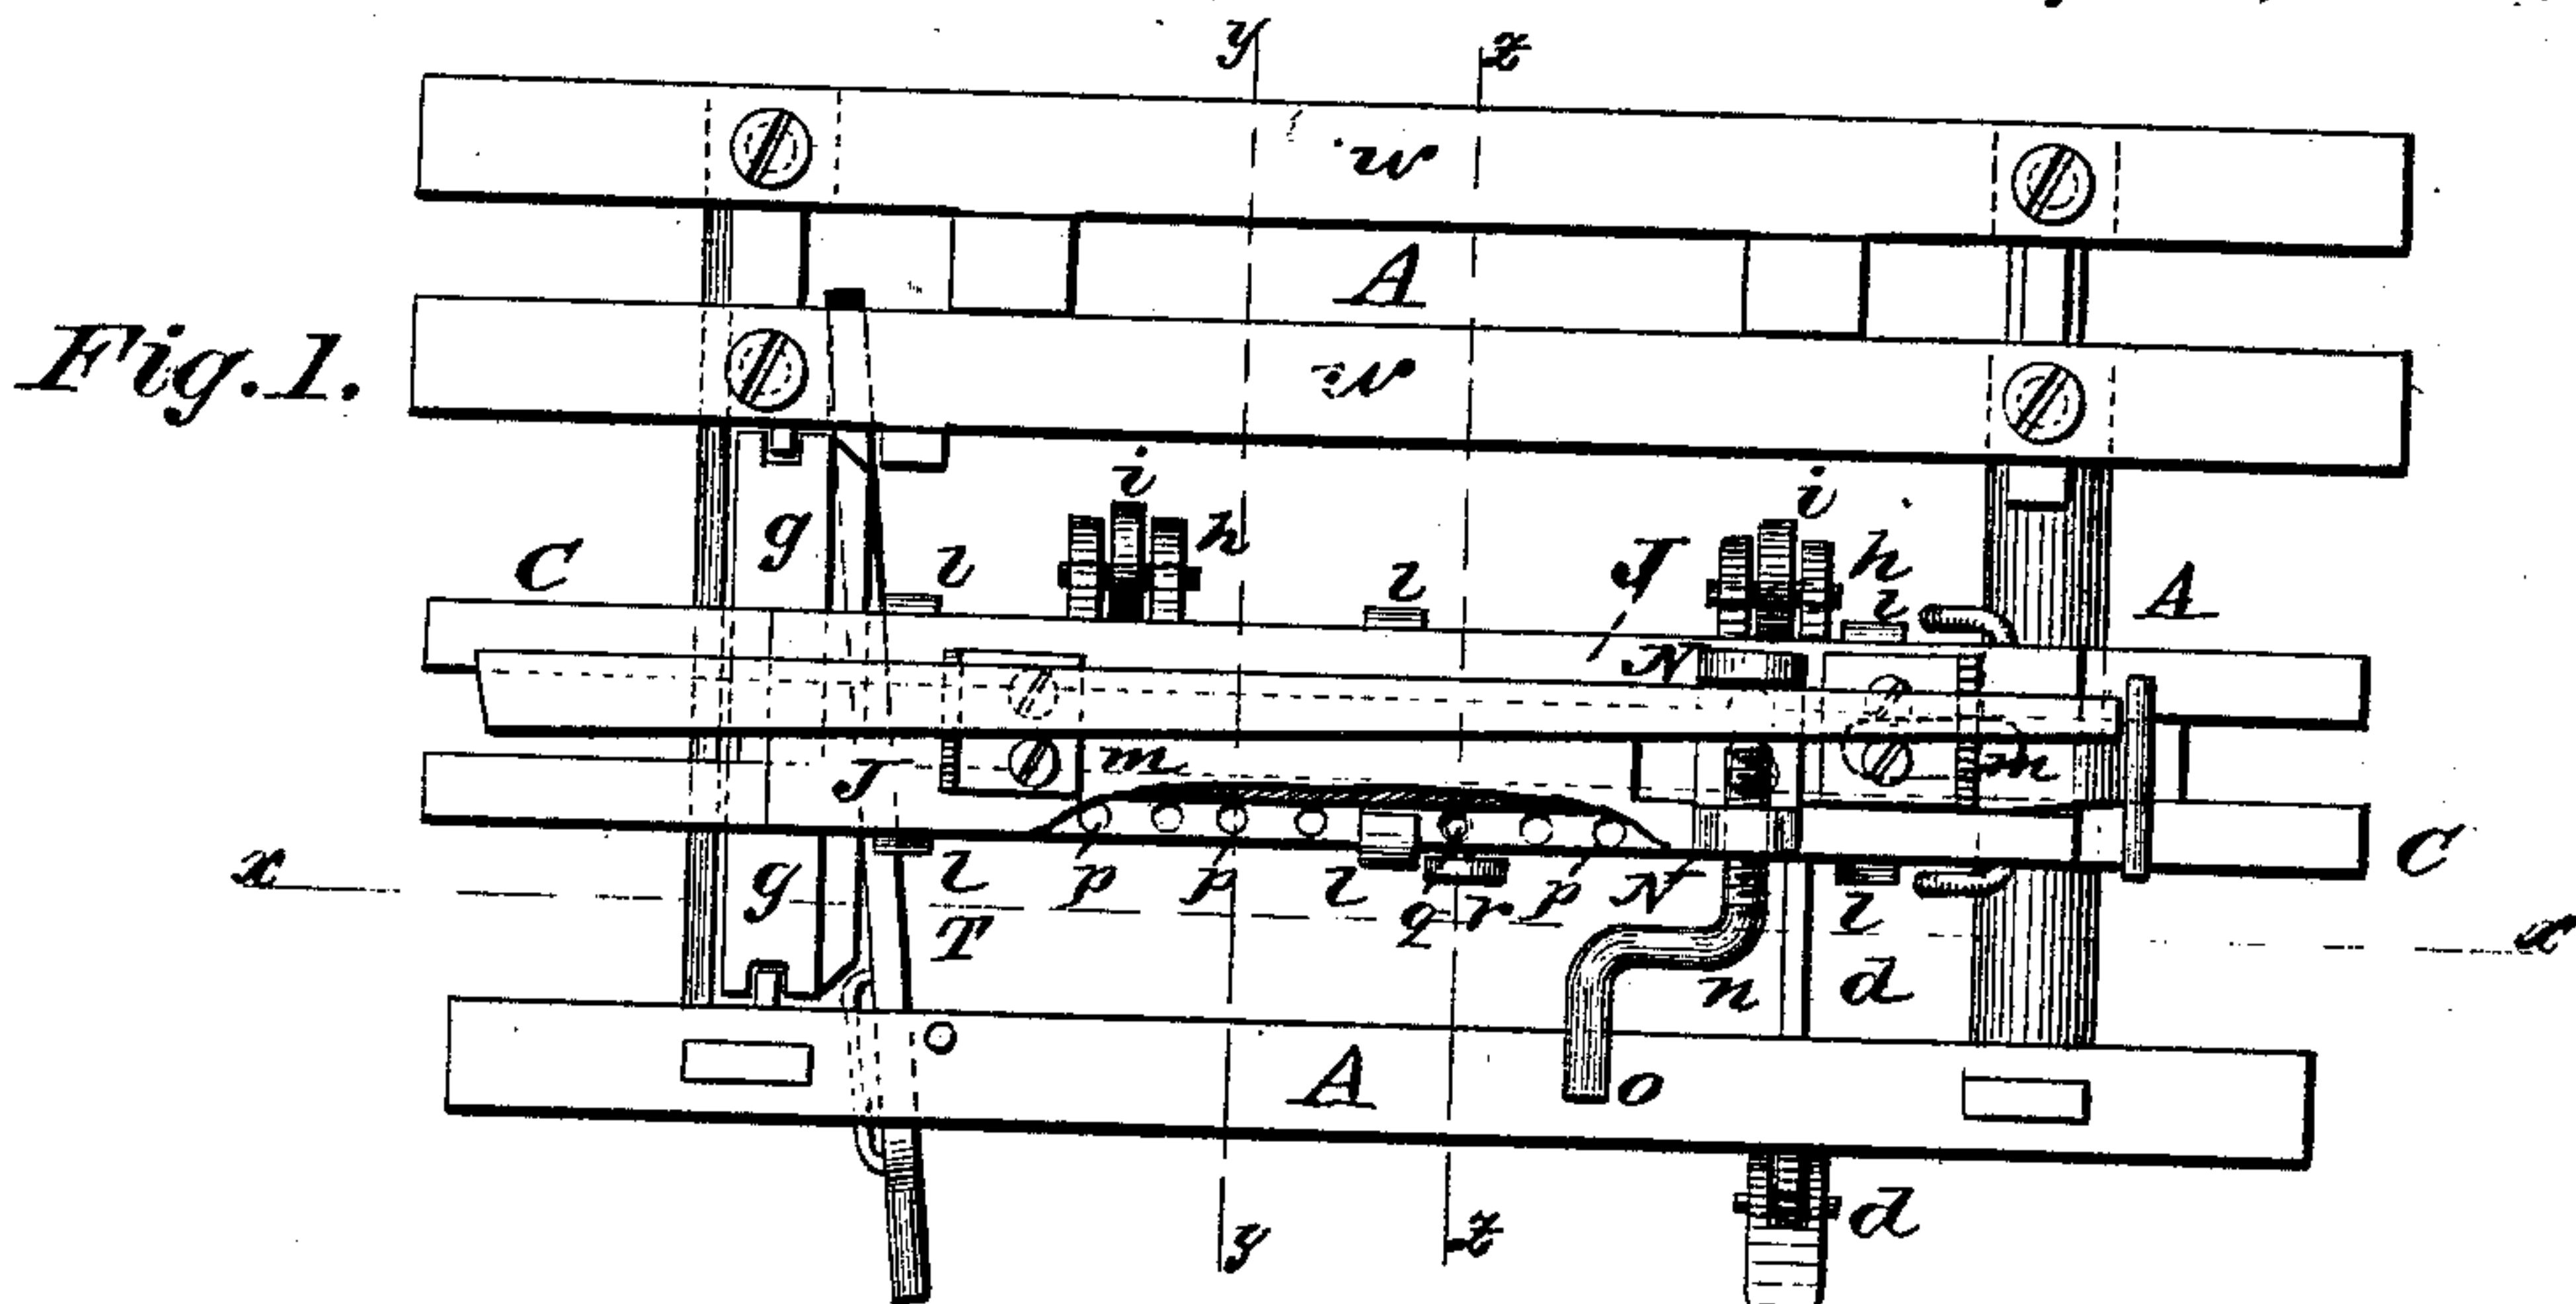 y z
A
Fig. 1.
i i
g h h
C l l J l A
N
m m
J
g p p l q r p N l C
x T x
n d
A o
y z d